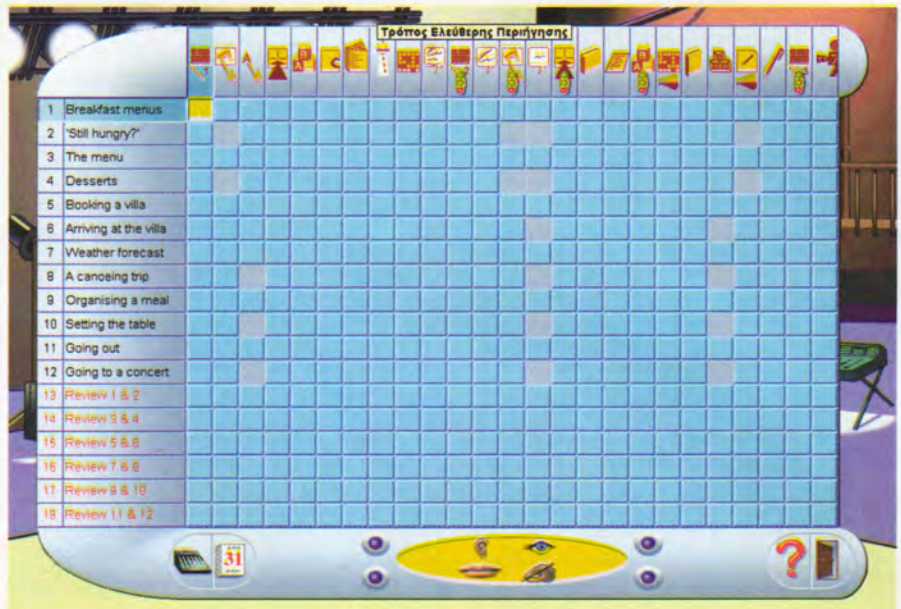 Τρόπος Ελεύθερης Περιήγησης
1 Breakfast menus
2 'Still hungry?'
3 The menu
4 Desserts
5 Booking a villa
6 Arriving at the villa
7 Weather forecast
8 A canoeing trip
9 Organising a meal
10 Setting the table
11 Going out
12 Going to a concert
13 Review 1 & 2
14 Review 3 & 4
15 Review 5 & 6
16 Review 7 & 8
17 Review 9 & 10
18 Review 11 & 12
31